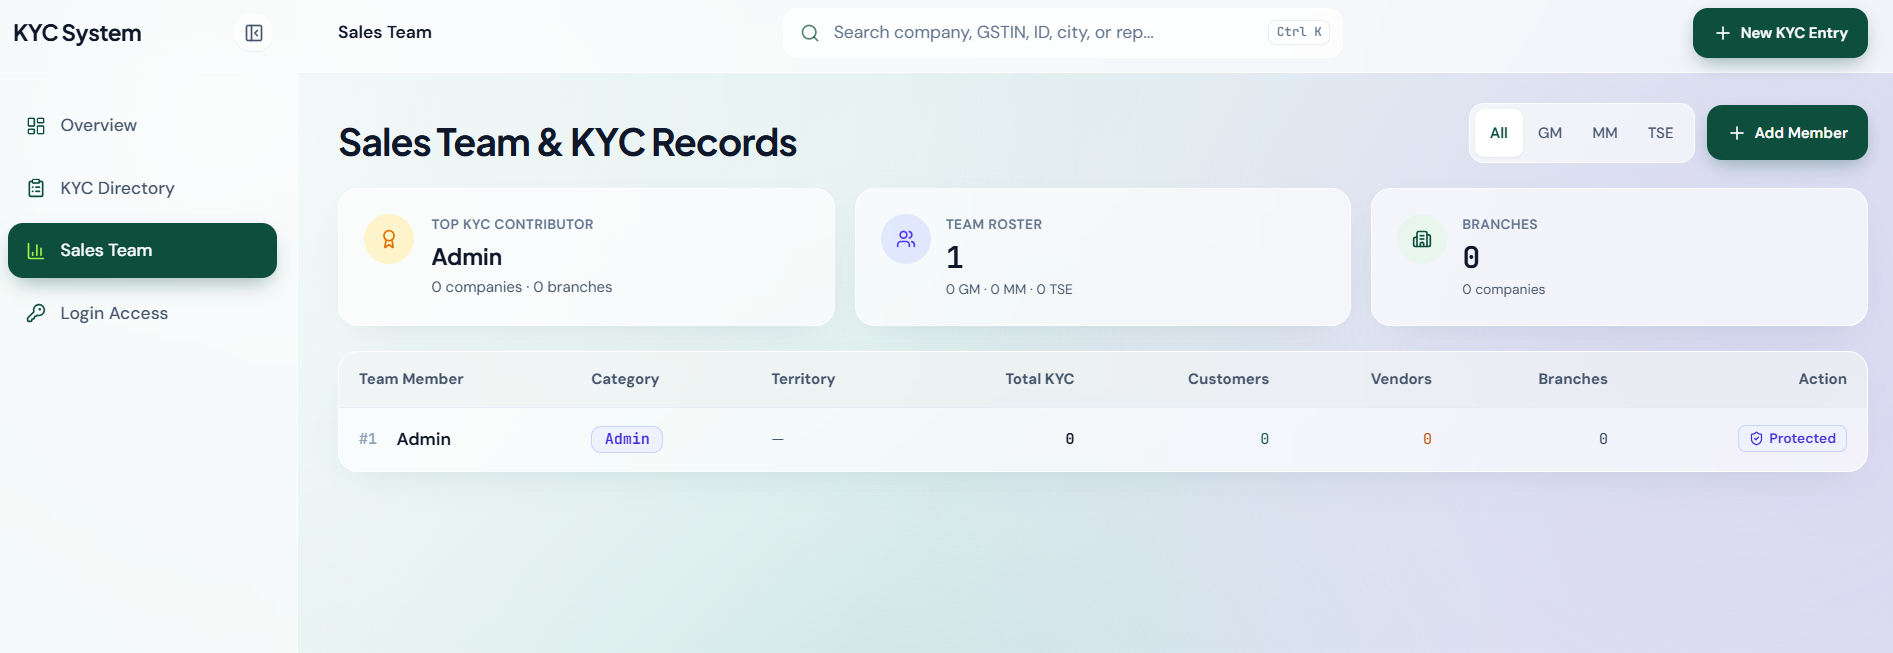 KYC System
Sales Team
Search company, GSTIN, ID, city, or rep...
Ctrl K
New KYC Entry
Overview
KYC Directory
Sales Team
Login Access
Sales Team & KYC Records
All GM MM TSE
Add Member
TOP KYC CONTRIBUTOR
Admin
0 companies · 0 branches
TEAM ROSTER
1
0 GM · 0 MM · 0 TSE
BRANCHES
0
0 companies
Team Member Category Territory Total KYC Customers Vendors Branches Action
#1 Admin Admin — 0 0 0 0 Protected